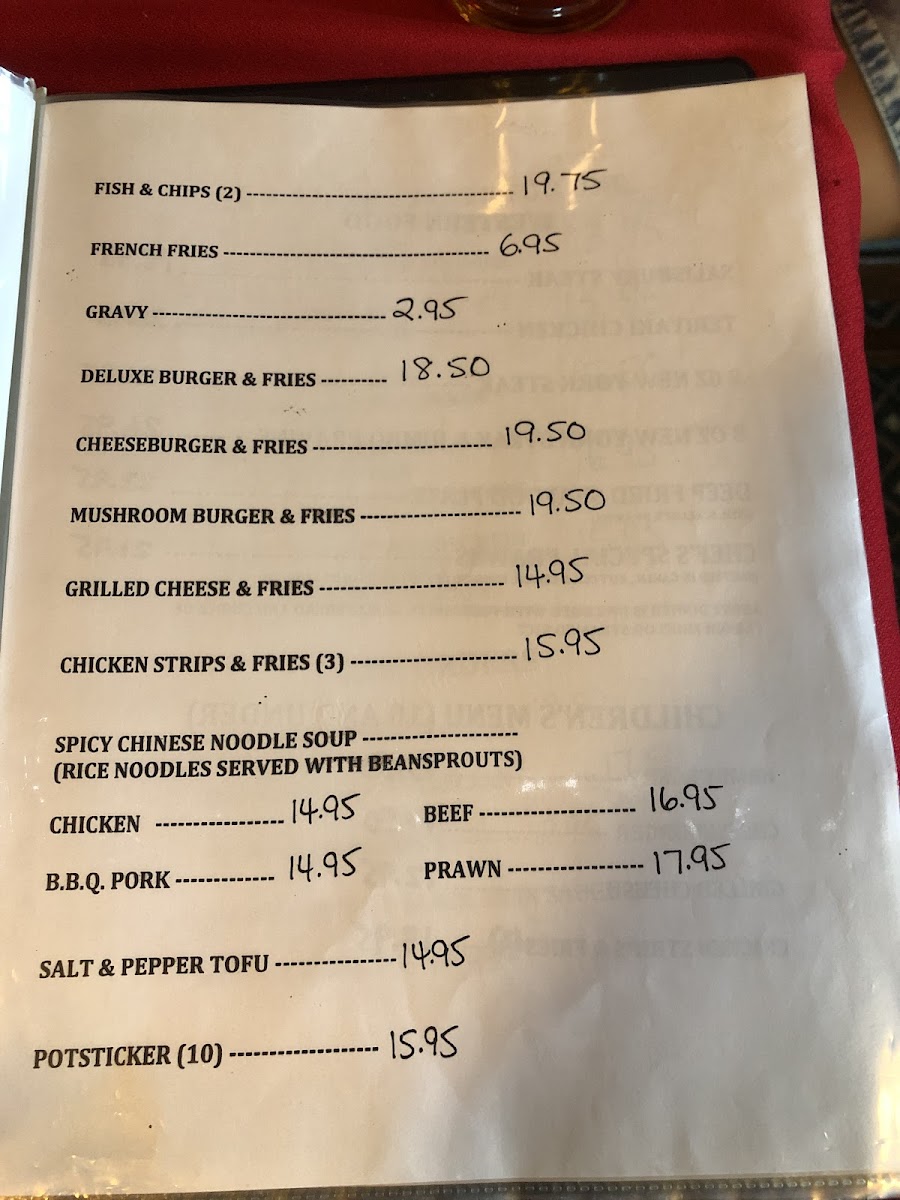 FISH & CHIPS (2) ---------------------------------------- 19.75
FRENCH FRIES ---------------------------------------- 6.95
GRAVY ----------------------------------- 2.95
DELUXE BURGER & FRIES ---------- 18.50
CHEESEBURGER & FRIES --------------------------- 19.50
MUSHROOM BURGER & FRIES ------------------------ 19.50
GRILLED CHEESE & FRIES ---------------------------- 14.95
CHICKEN STRIPS & FRIES (3) ------------------------- 15.95
SPICY CHINESE NOODLE SOUP -----------------------
(RICE NOODLES SERVED WITH BEANSPROUTS)
CHICKEN ------------------- 14.95 BEEF ----------------------- 16.95
B.B.Q. PORK -------------- 14.95 PRAWN -------------------- 17.95
SALT & PEPPER TOFU ----------------- 14.95
POTSTICKER (10) -------------------- 15.95